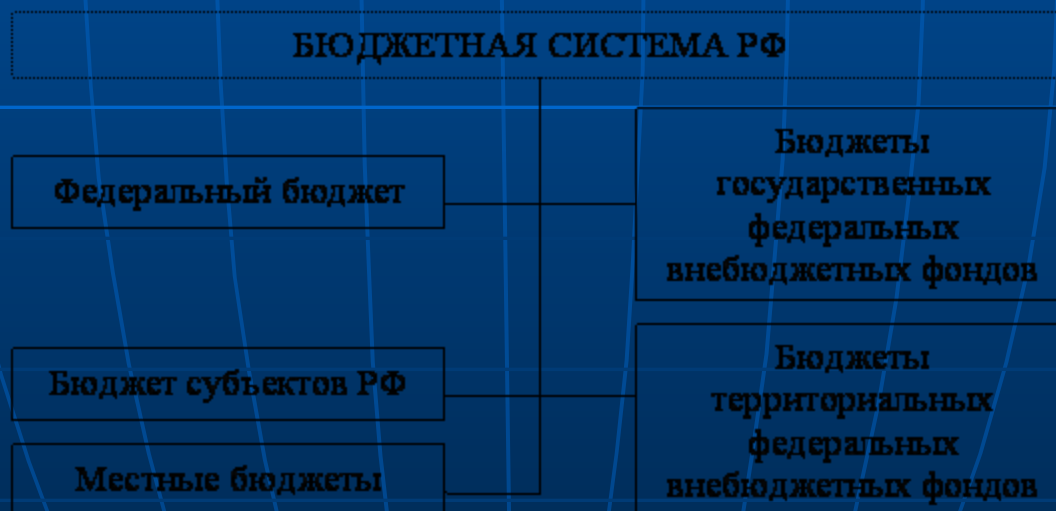 БЮДЖЕТНАЯ СИСТЕМА РФ
Федеральный бюджет
Бюджеты
государственных
федеральных
внебюджетных фондов
Бюджет субъектов РФ
Бюджеты
территориальных
федеральных
внебюджетных фондов
Местные бюджеты